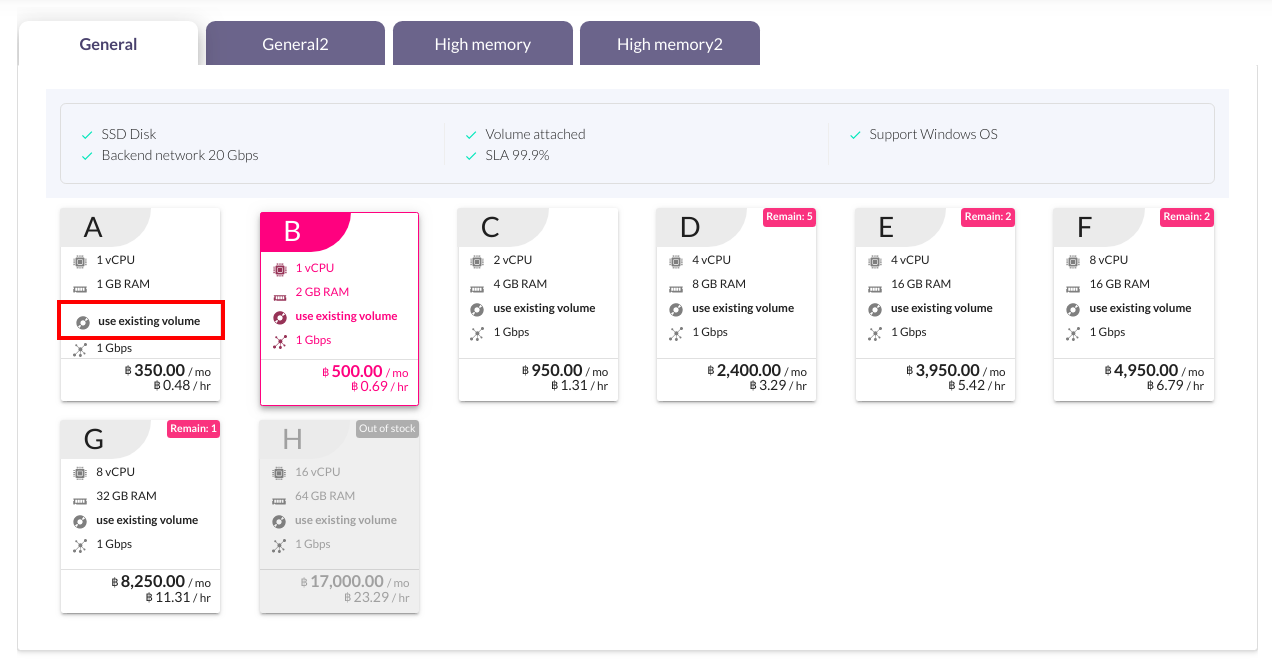 General
General2
High memory
High memory2
SSD Disk
Backend network 20 Gbps
Volume attached
SLA 99.9%
Support Windows OS
A
1 vCPU
1 GB RAM
use existing volume
1 Gbps
฿ 350.00 / mo
฿ 0.48 / hr
B
1 vCPU
2 GB RAM
use existing volume
1 Gbps
฿ 500.00 / mo
฿ 0.69 / hr
C
2 vCPU
4 GB RAM
use existing volume
1 Gbps
฿ 950.00 / mo
฿ 1.31 / hr
D
Remain: 5
4 vCPU
8 GB RAM
use existing volume
1 Gbps
฿ 2,400.00 / mo
฿ 3.29 / hr
E
Remain: 2
4 vCPU
16 GB RAM
use existing volume
1 Gbps
฿ 3,950.00 / mo
฿ 5.42 / hr
F
Remain: 2
8 vCPU
16 GB RAM
use existing volume
1 Gbps
฿ 4,950.00 / mo
฿ 6.79 / hr
G
Remain: 1
8 vCPU
32 GB RAM
use existing volume
1 Gbps
฿ 8,250.00 / mo
฿ 11.31 / hr
H
Out of stock
16 vCPU
64 GB RAM
use existing volume
1 Gbps
฿ 17,000.00 / mo
฿ 23.29 / hr